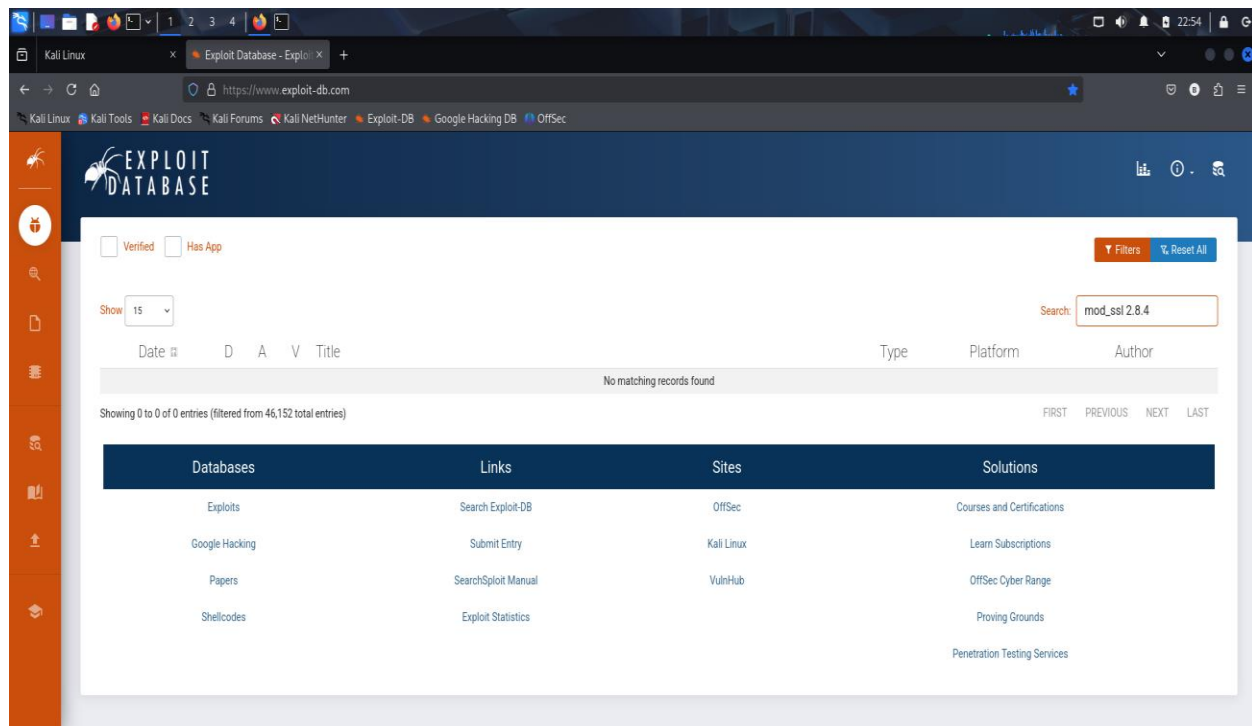 1 2 3 4 22:54
Kali Linux × Exploit Database - Exploi × +
https://www.exploit-db.com
Kali Linux Kali Tools Kali Docs Kali Forums Kali NetHunter Exploit-DB Google Hacking DB OffSec
EXPLOIT
DATABASE
Verified Has App Filters Reset All
Show 15 Search: mod_ssl 2.8.4
Date D A V Title Type Platform Author
No matching records found
Showing 0 to 0 of 0 entries (filtered from 46,152 total entries) FIRST PREVIOUS NEXT LAST
Databases Links Sites Solutions
Exploits Search Exploit-DB OffSec Courses and Certifications
Google Hacking Submit Entry Kali Linux Learn Subscriptions
Papers SearchSploit Manual VulnHub OffSec Cyber Range
Shellcodes Exploit Statistics Proving Grounds
Penetration Testing Services